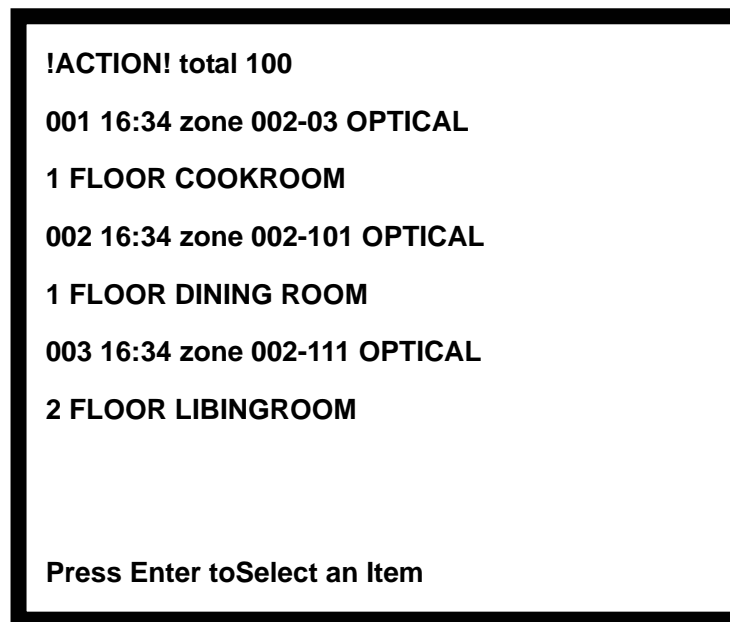 !ACTION! total 100
001 16:34 zone 002-03 OPTICAL
1 FLOOR COOKROOM
002 16:34 zone 002-101 OPTICAL
1 FLOOR DINING ROOM
003 16:34 zone 002-111 OPTICAL
2 FLOOR LIBINGROOM
Press Enter toSelect an Item